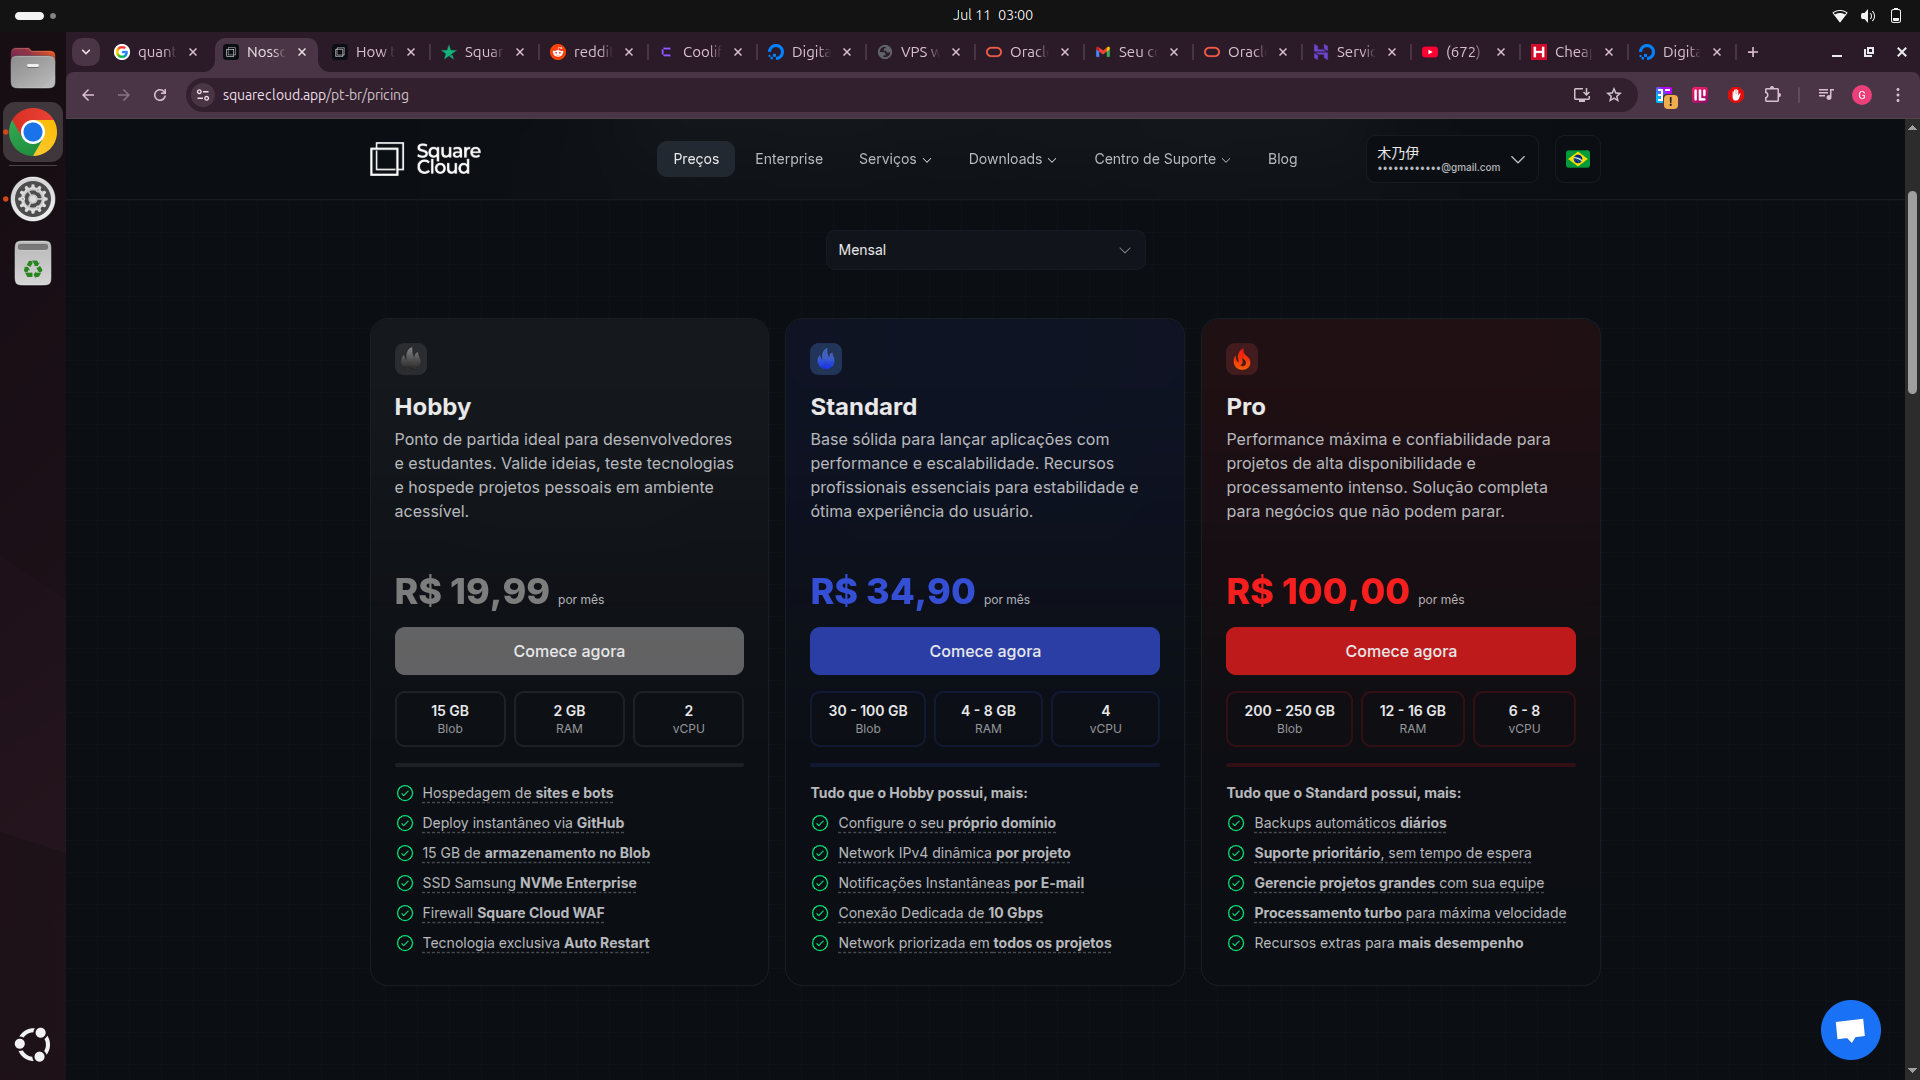 Jul 11 03:00
quant
Nosso
How t
Squar
reddit
Coolif
Digita
VPS w
Oracl
Seu c
Oracl
Servic
(672)
Cheap
Digita
squarecloud.app/pt-br/pricing
G
Square
Cloud
Preços
Enterprise
Serviços
Downloads
Centro de Suporte
Blog
木乃伊
••••••••••••@gmail.com
Mensal
Hobby
Ponto de partida ideal para desenvolvedores
e estudantes. Valide ideias, teste tecnologias
e hospede projetos pessoais em ambiente
acessível.
R$ 19,99 por mês
Comece agora
15 GB
Blob
2 GB
RAM
2
vCPU
Hospedagem de sites e bots
Deploy instantâneo via GitHub
15 GB de armazenamento no Blob
SSD Samsung NVMe Enterprise
Firewall Square Cloud WAF
Tecnologia exclusiva Auto Restart
Standard
Base sólida para lançar aplicações com
performance e escalabilidade. Recursos
profissionais essenciais para estabilidade e
ótima experiência do usuário.
R$ 34,90 por mês
Comece agora
30 - 100 GB
Blob
4 - 8 GB
RAM
4
vCPU
Tudo que o Hobby possui, mais:
Configure o seu próprio domínio
Network IPv4 dinâmica por projeto
Notificações Instantâneas por E-mail
Conexão Dedicada de 10 Gbps
Network priorizada em todos os projetos
Pro
Performance máxima e confiabilidade para
projetos de alta disponibilidade e
processamento intenso. Solução completa
para negócios que não podem parar.
R$ 100,00 por mês
Comece agora
200 - 250 GB
Blob
12 - 16 GB
RAM
6 - 8
vCPU
Tudo que o Standard possui, mais:
Backups automáticos diários
Suporte prioritário, sem tempo de espera
Gerencie projetos grandes com sua equipe
Processamento turbo para máxima velocidade
Recursos extras para mais desempenho